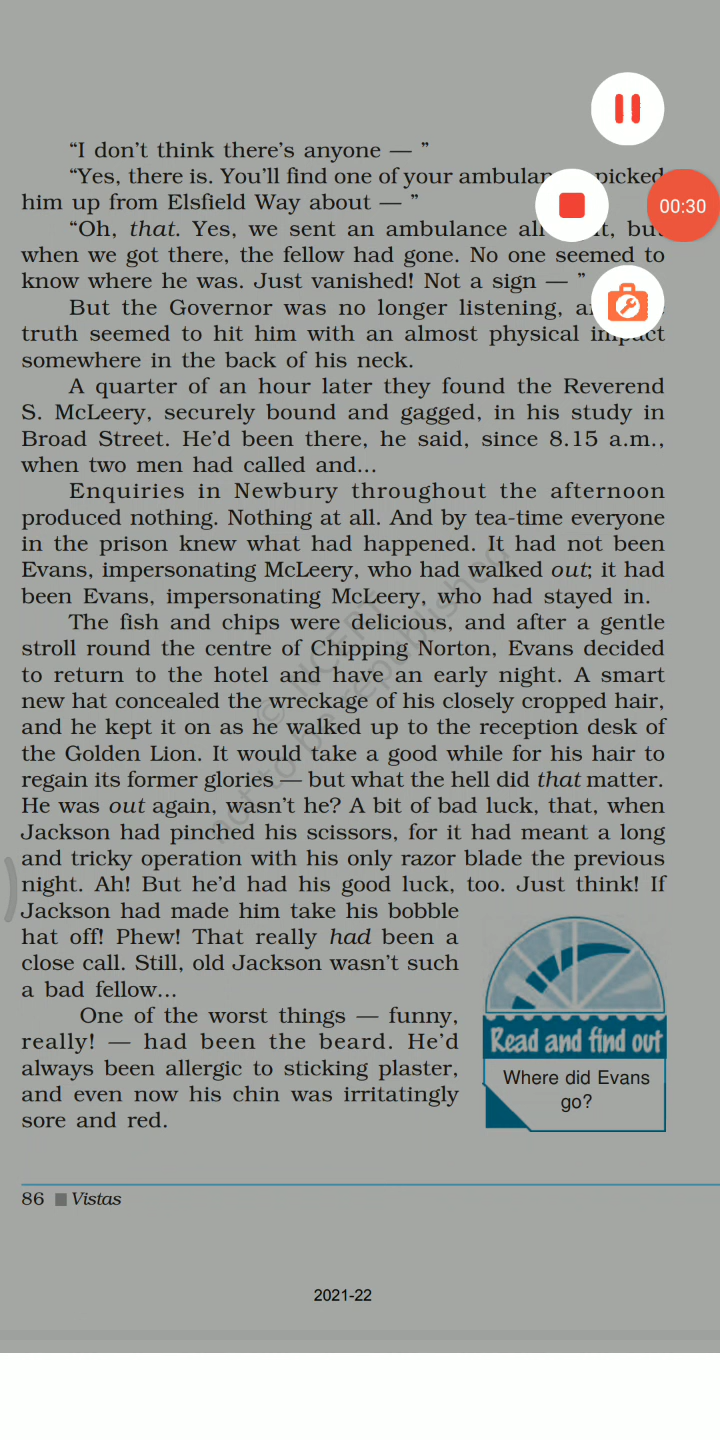 00:30
“I don’t think there’s anyone — ”
“Yes, there is. You’ll find one of your picked
him up from Elsfield Way about — ”
“Oh, that. Yes, we sent an ambulance but
when we got there, the fellow had gone. No one seemed to
know where he was. Just vanished! Not a sign — ”
But the Governor was no longer listening,
truth seemed to hit him with an almost physical impact
somewhere in the back of his neck.
A quarter of an hour later they found the Reverend
S. McLeery, securely bound and gagged, in his study in
Broad Street. He’d been there, he said, since 8.15 a.m.,
when two men had called and...
Enquiries in Newbury throughout the afternoon
produced nothing. Nothing at all. And by tea-time everyone
in the prison knew what had happened. It had not been
Evans, impersonating McLeery, who had walked out; it had
been Evans, impersonating McLeery, who had stayed in.
The fish and chips were delicious, and after a gentle
stroll round the centre of Chipping Norton, Evans decided
to return to the hotel and have an early night. A smart
new hat concealed the wreckage of his closely cropped hair,
and he kept it on as he walked up to the reception desk of
the Golden Lion. It would take a good while for his hair to
regain its former glories — but what the hell did that matter.
He was out again, wasn’t he? A bit of bad luck, that, when
Jackson had pinched his scissors, for it had meant a long
and tricky operation with his only razor blade the previous
night. Ah! But he’d had his good luck, too. Just think! If
Jackson had made him take his bobble
hat off! Phew! That really had been a
close call. Still, old Jackson wasn’t such
a bad fellow...
One of the worst things — funny,
really! — had been the beard. He’d
always been allergic to sticking plaster,
and even now his chin was irritatingly
sore and red.
Read and find out
Where did Evans
go?
86 ■ Vistas
2021-22
© NCERT
not to be republished